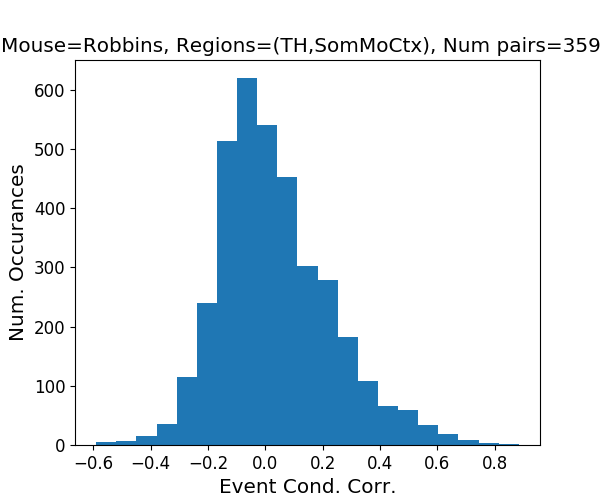 Mouse=Robbins, Regions=(TH,SomMoCtx), Num pairs=359
Num. Occurances
600
500
400
300
200
100
0
−0.6 −0.4 −0.2 0.0 0.2 0.4 0.6 0.8
Event Cond. Corr.